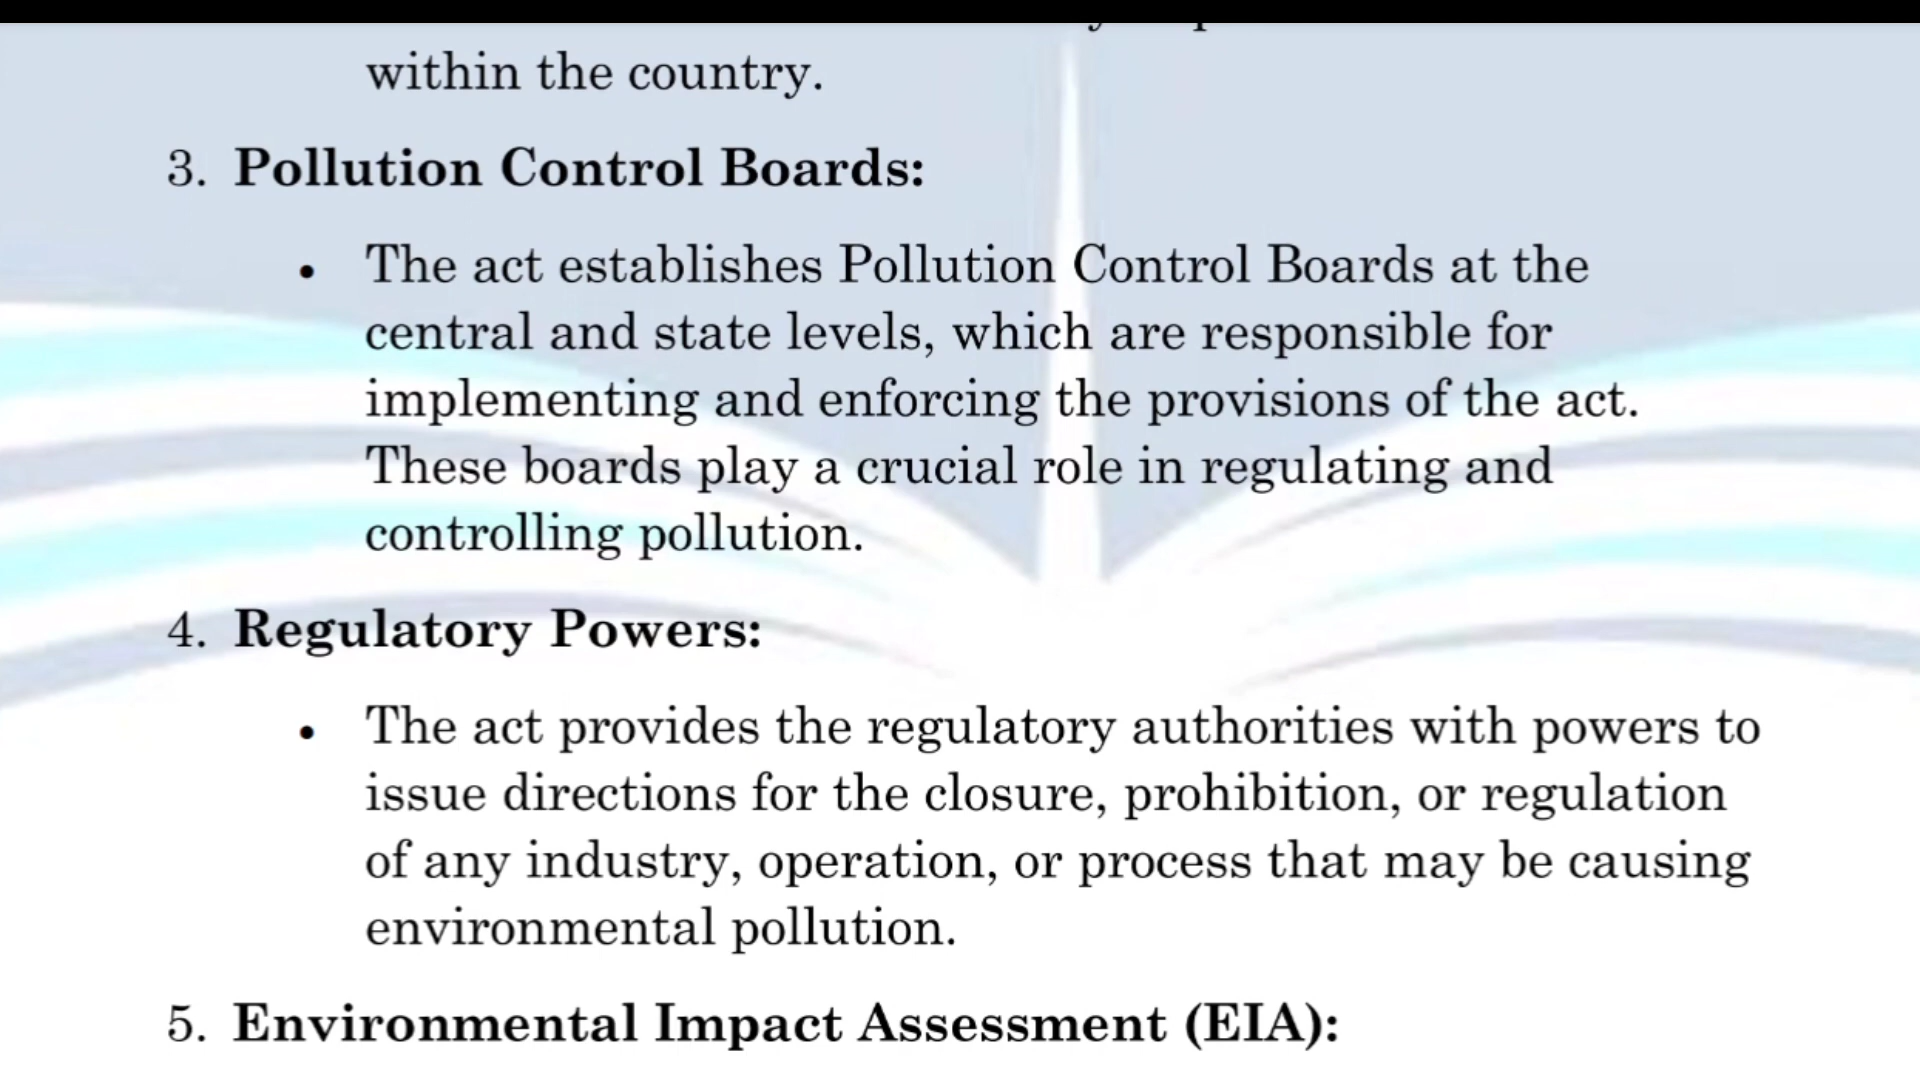 within the country.
3. Pollution Control Boards:
• The act establishes Pollution Control Boards at the
central and state levels, which are responsible for
implementing and enforcing the provisions of the act.
These boards play a crucial role in regulating and
controlling pollution.
4. Regulatory Powers:
• The act provides the regulatory authorities with powers to
issue directions for the closure, prohibition, or regulation
of any industry, operation, or process that may be causing
environmental pollution.
5. Environmental Impact Assessment (EIA):